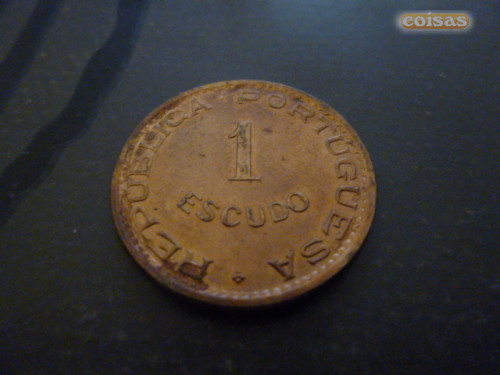 coisas
REPUBLICA PORTUGUESA
1
ESCUDO